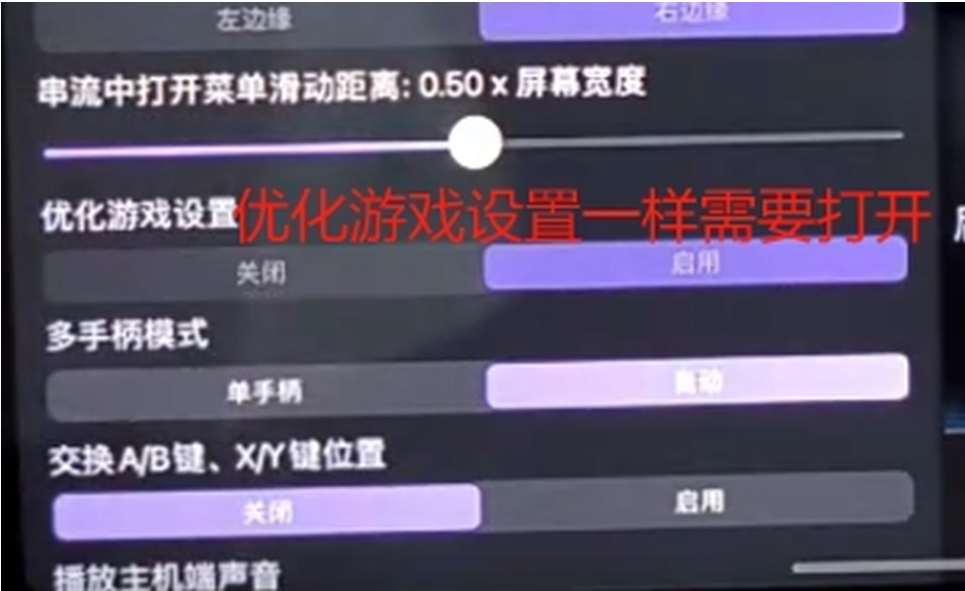 左边缘
右边缘
串流中打开菜单滑动距离: 0.50 x 屏幕宽度
优化游戏设置
优化游戏设置一样需要打开
关闭
启用
多手柄模式
单手柄
自动
交换A/B键、X/Y键位置
关闭
启用
播放主机端声音